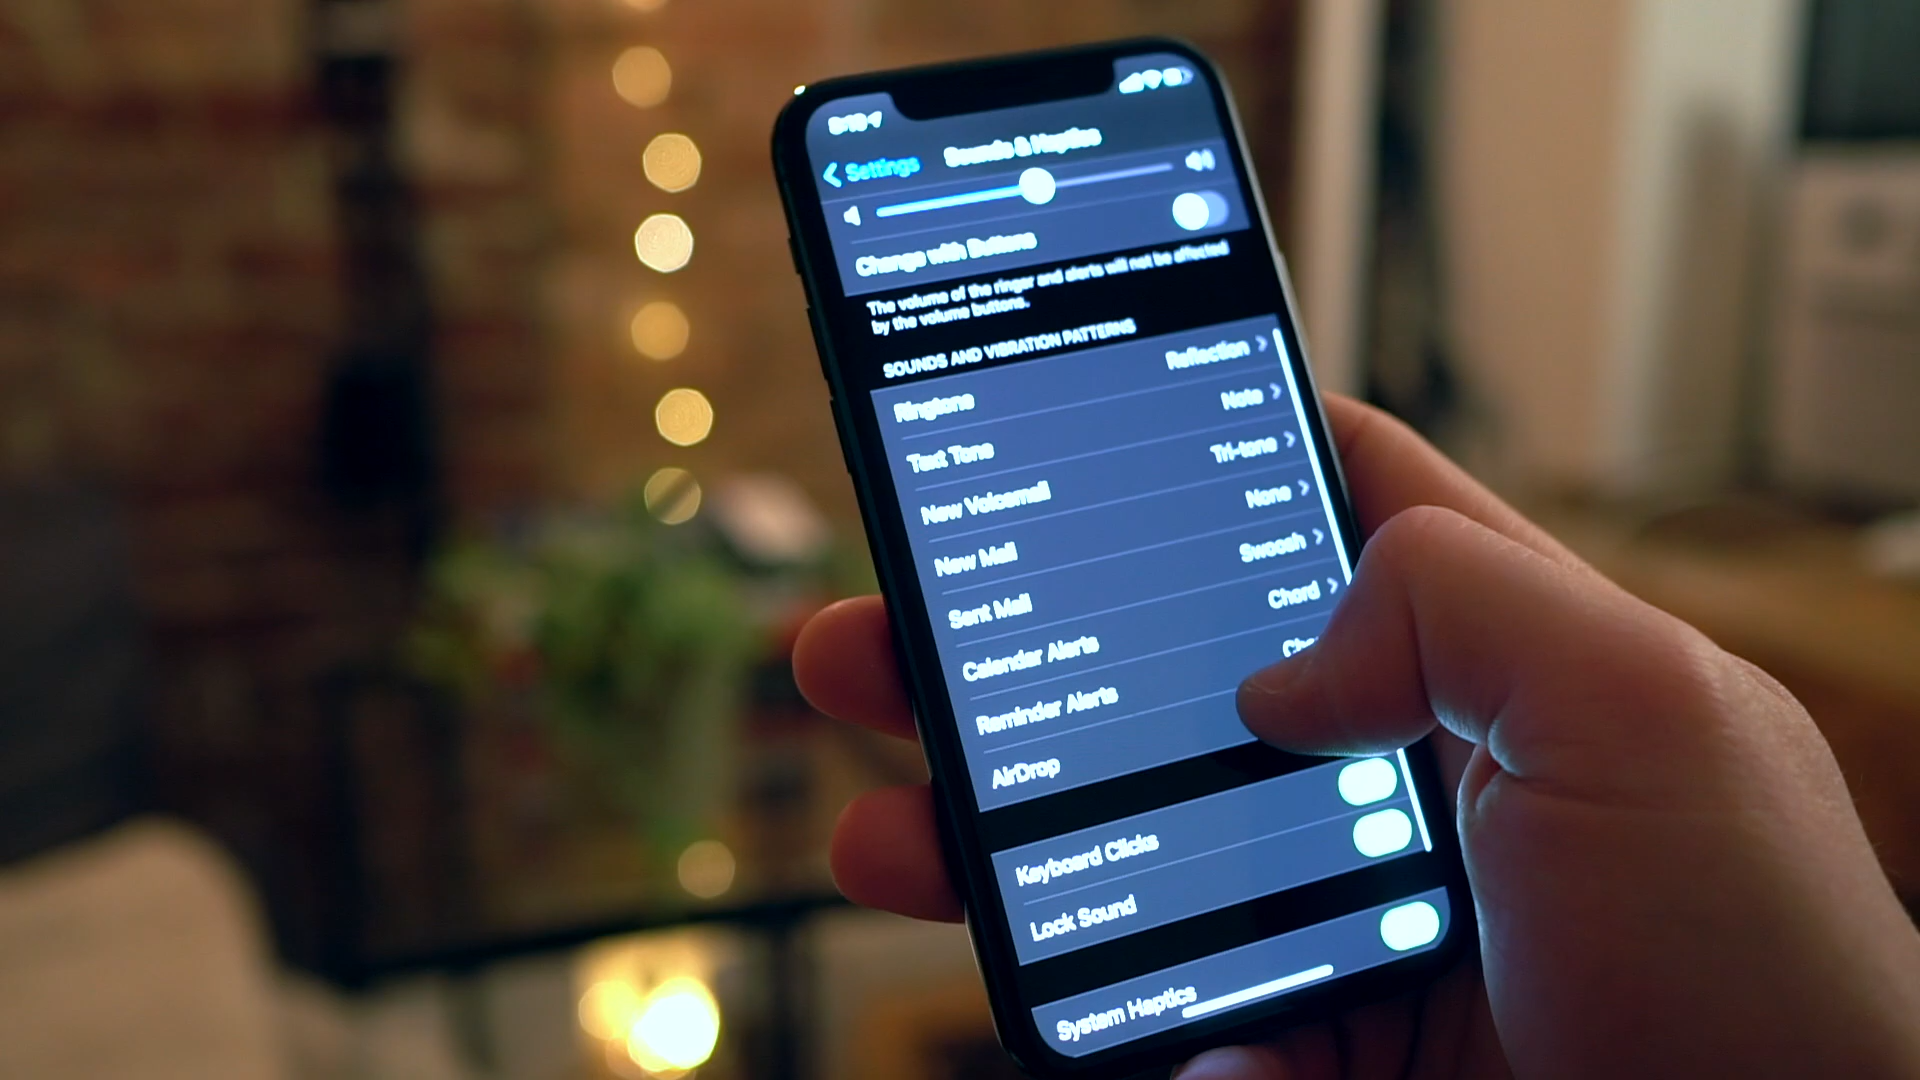 Sounds & Haptics
Settings
Change with Buttons
The volume of the ringer and alerts will not be affected
by the volume buttons.
SOUNDS AND VIBRATION PATTERNS
Ringtone Reflection
Text Tone Note
New Voicemail Tri-tone
New Mail None
Sent Mail Swoosh
Calendar Alerts Chord
Reminder Alerts
AirDrop
Keyboard Clicks
Lock Sound
System Haptics